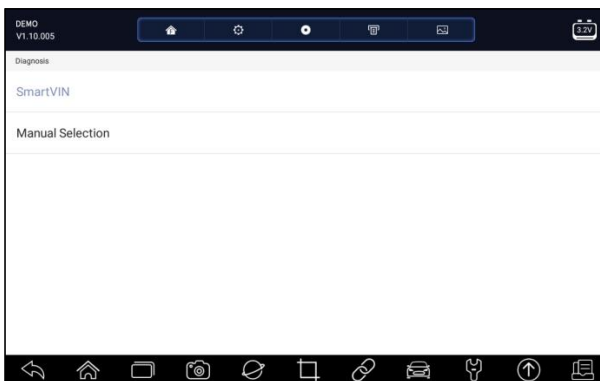 DEMO
V1.10.005
3.2V
Diagnosis
SmartVIN
Manual Selection